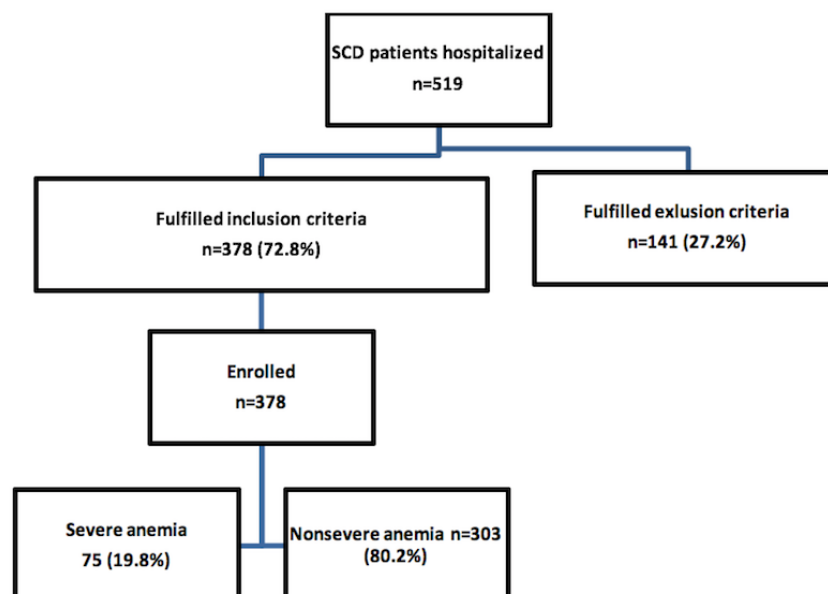 SCD patients hospitalized
n=519
Fulfilled inclusion criteria
n=378 (72.8%)
Fulfilled exlusion criteria
n=141 (27.2%)
Enrolled
n=378
Severe anemia
75 (19.8%)
Nonsevere anemia n=303
(80.2%)